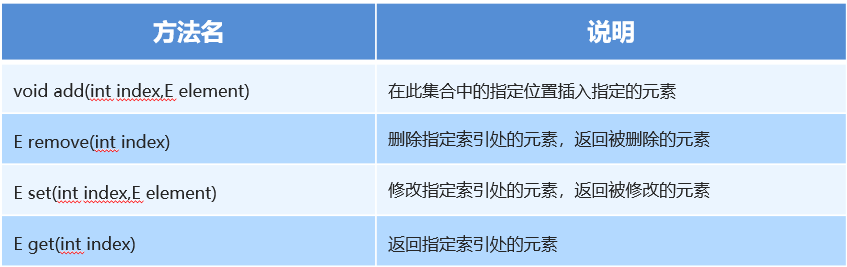 方法名 说明
void add(int index,E element) 在此集合中的指定位置插入指定的元素
E remove(int index) 删除指定索引处的元素，返回被删除的元素
E set(int index,E element) 修改指定索引处的元素，返回被修改的元素
E get(int index) 返回指定索引处的元素